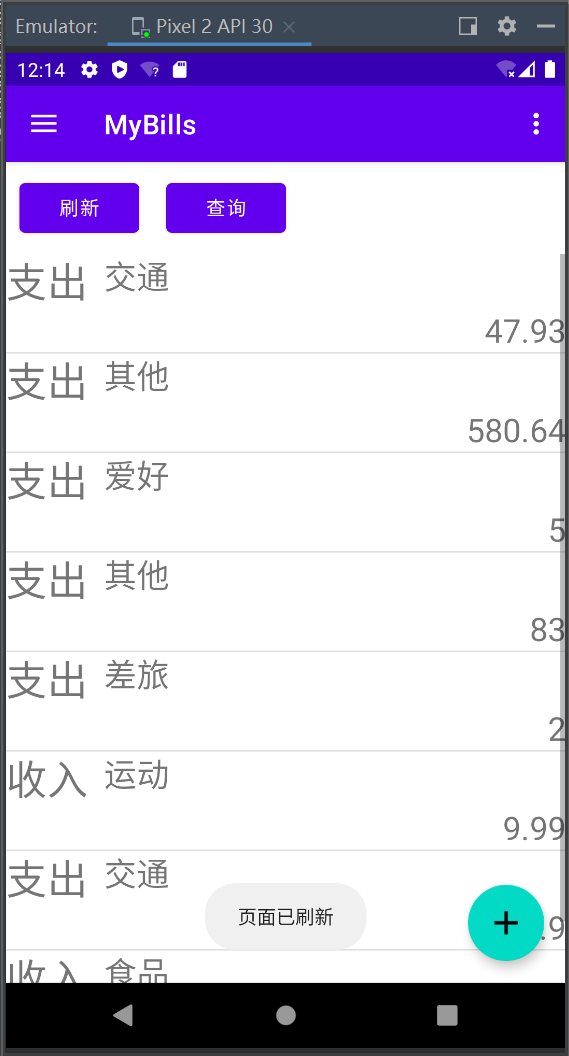 Emulator: Pixel 2 API 30
12:14
MyBills
刷新 查询
支出 交通
47.93
支出 其他
580.64
支出 爱好
5
支出 其他
83
支出 差旅
2
收入 运动
9.99
支出 交通
页面已刷新
.9
收入 食品